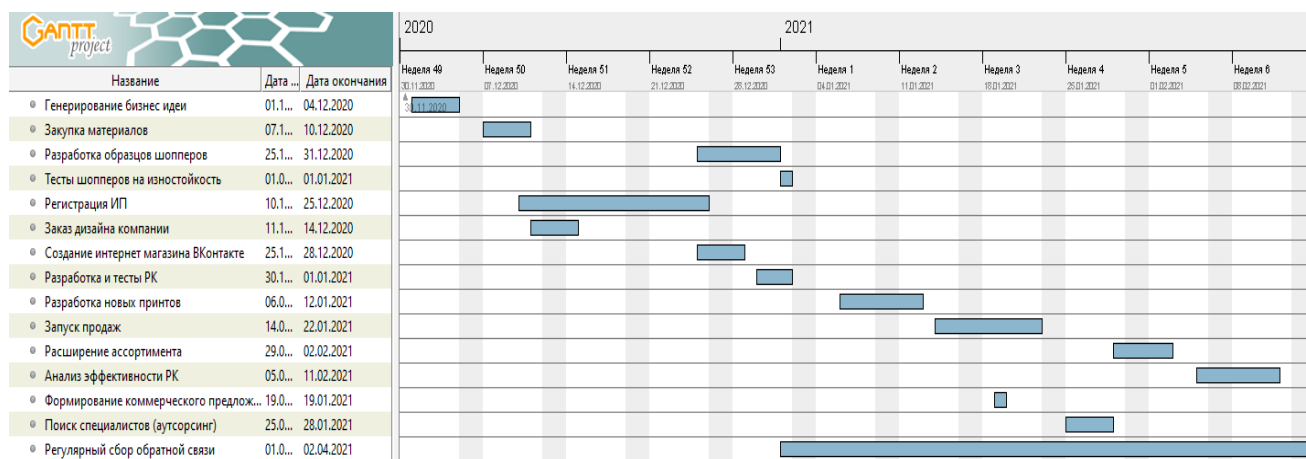 GANTT
project
2020 2021
Название Дата ... Дата окончания
Неделя 49 Неделя 50 Неделя 51 Неделя 52 Неделя 53 Неделя 1 Неделя 2 Неделя 3 Неделя 4 Неделя 5 Неделя 6
30.11.2020 07.12.2020 14.12.2020 21.12.2020 28.12.2020 04.01.2021 11.01.2021 18.01.2021 25.01.2021 01.02.2021 08.02.2021
Генерирование бизнес идеи 01.1... 04.12.2020 30.11.2020
Закупка материалов 07.1... 10.12.2020
Разработка образцов шопперов 25.1... 31.12.2020
Тесты шопперов на изностойкость 01.0... 01.01.2021
Регистрация ИП 10.1... 25.12.2020
Заказ дизайна компании 11.1... 14.12.2020
Создание интернет магазина ВКонтакте 25.1... 28.12.2020
Разработка и тесты РК 30.1... 01.01.2021
Разработка новых принтов 06.0... 12.01.2021
Запуск продаж 14.0... 22.01.2021
Расширение ассортимента 29.0... 02.02.2021
Анализ эффективности РК 05.0... 11.02.2021
Формирование коммерческого предлож... 19.0... 19.01.2021
Поиск специалистов (аутсорсинг) 25.0... 28.01.2021
Регулярный сбор обратной связи 01.0... 02.04.2021